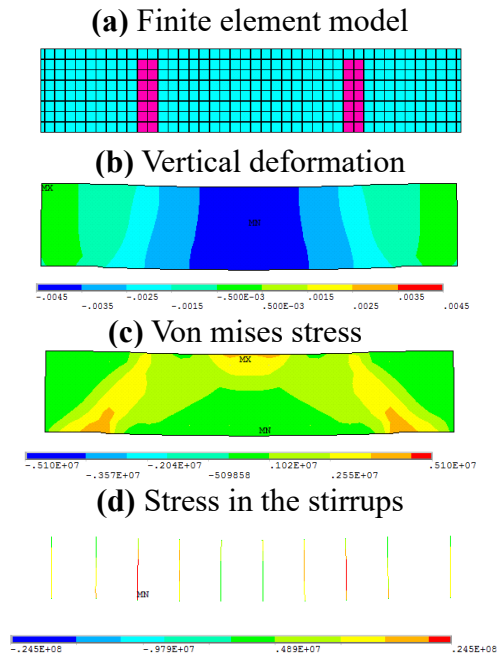 (a) Finite element model
(b) Vertical deformation
MX
MN
-.0045 -.0025 -.500E-03 .0015 .0035
-.0035 -.0015 .500E-03 .0025 .0045
(c) Von mises stress
MX
MN
-.510E+07 -.204E+07 .102E+07 .510E+07
-.357E+07 -509858 .255E+07
(d) Stress in the stirrups
MN
-.245E+08 -.979E+07 .489E+07 .245E+08